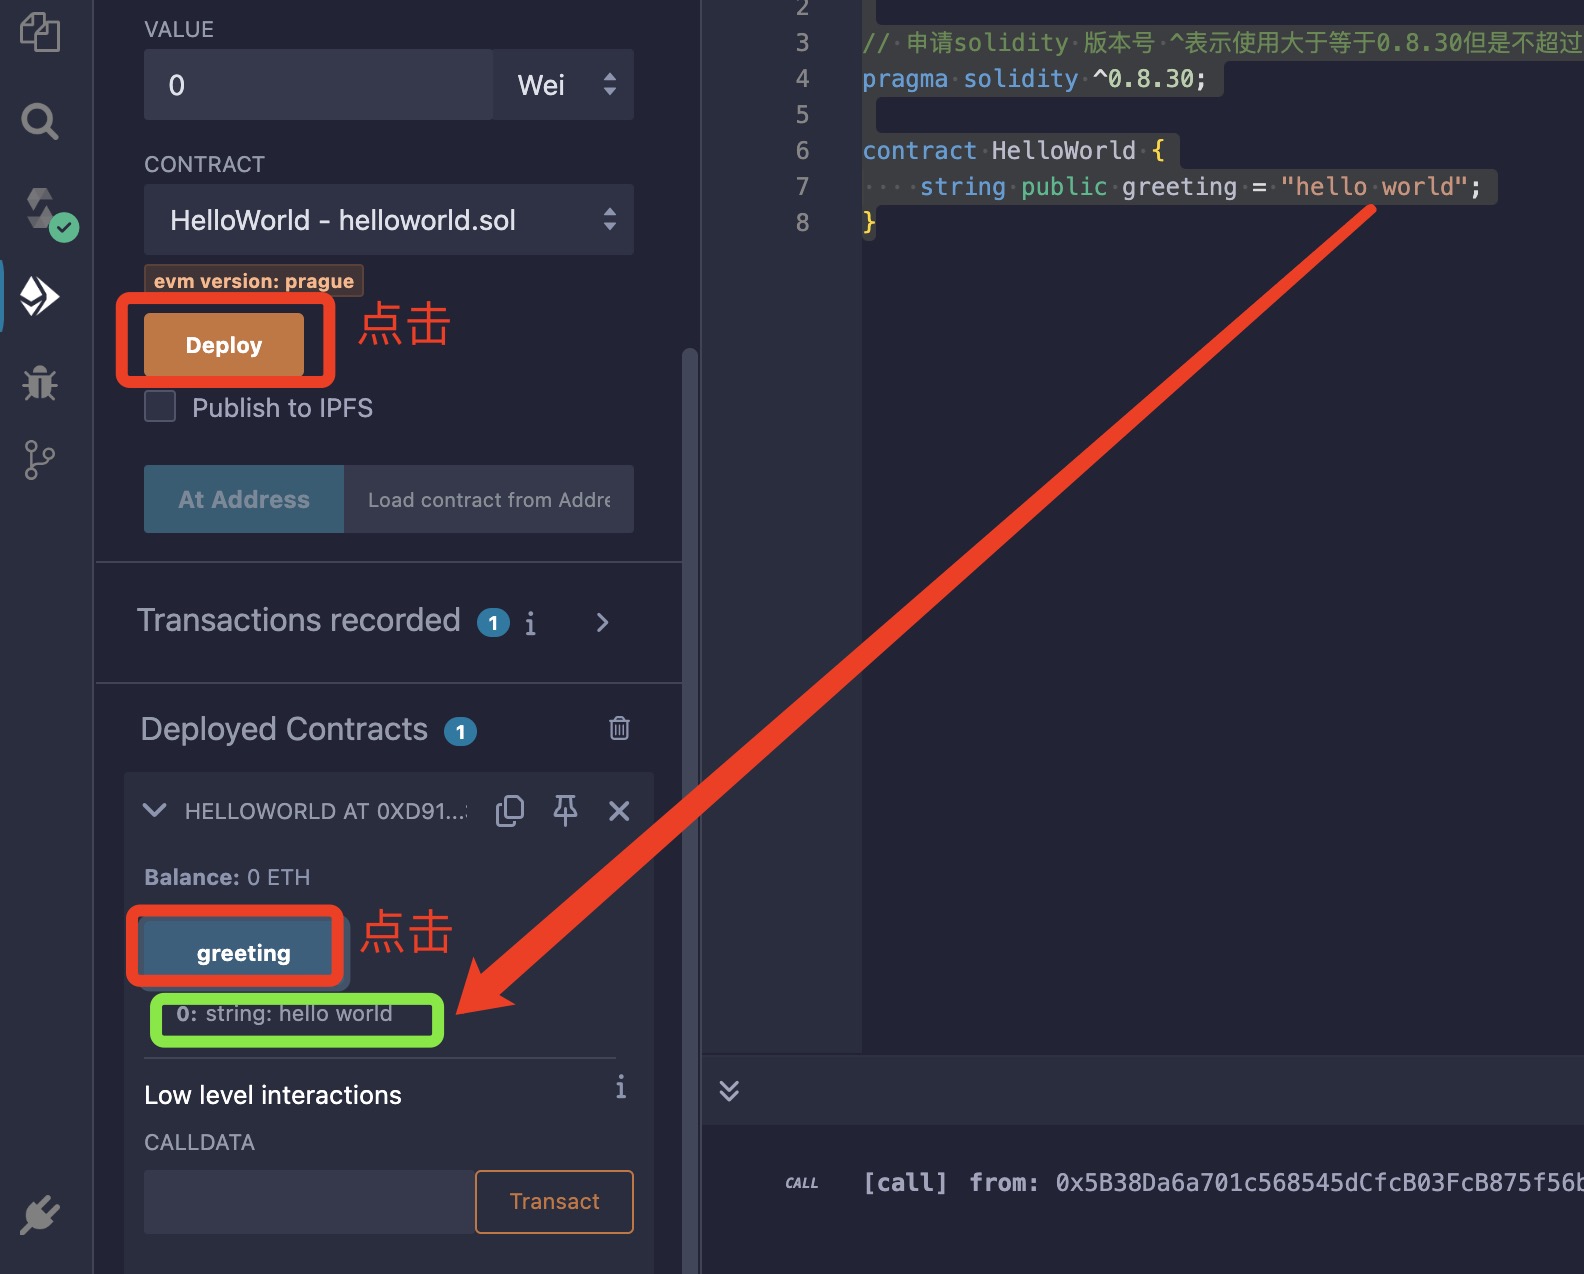 VALUE
0
Wei
CONTRACT
HelloWorld - helloworld.sol
evm version: prague
Deploy
点击
Publish to IPFS
At Address
Load contract from Addre
Transactions recorded 1 i
Deployed Contracts 1
HELLOWORLD AT 0XD91...
Balance: 0 ETH
greeting
点击
0: string: hello world
Low level interactions
i
CALLDATA
Transact
2
3 // 申请solidity 版本号 ^表示使用大于等于0.8.30但是不超过
4 pragma solidity ^0.8.30;
5
6 contract HelloWorld {
7 string public greeting = "hello world";
8 }
CALL [call] from: 0x5B38Da6a701c568545dCfcB03FcB875f56b